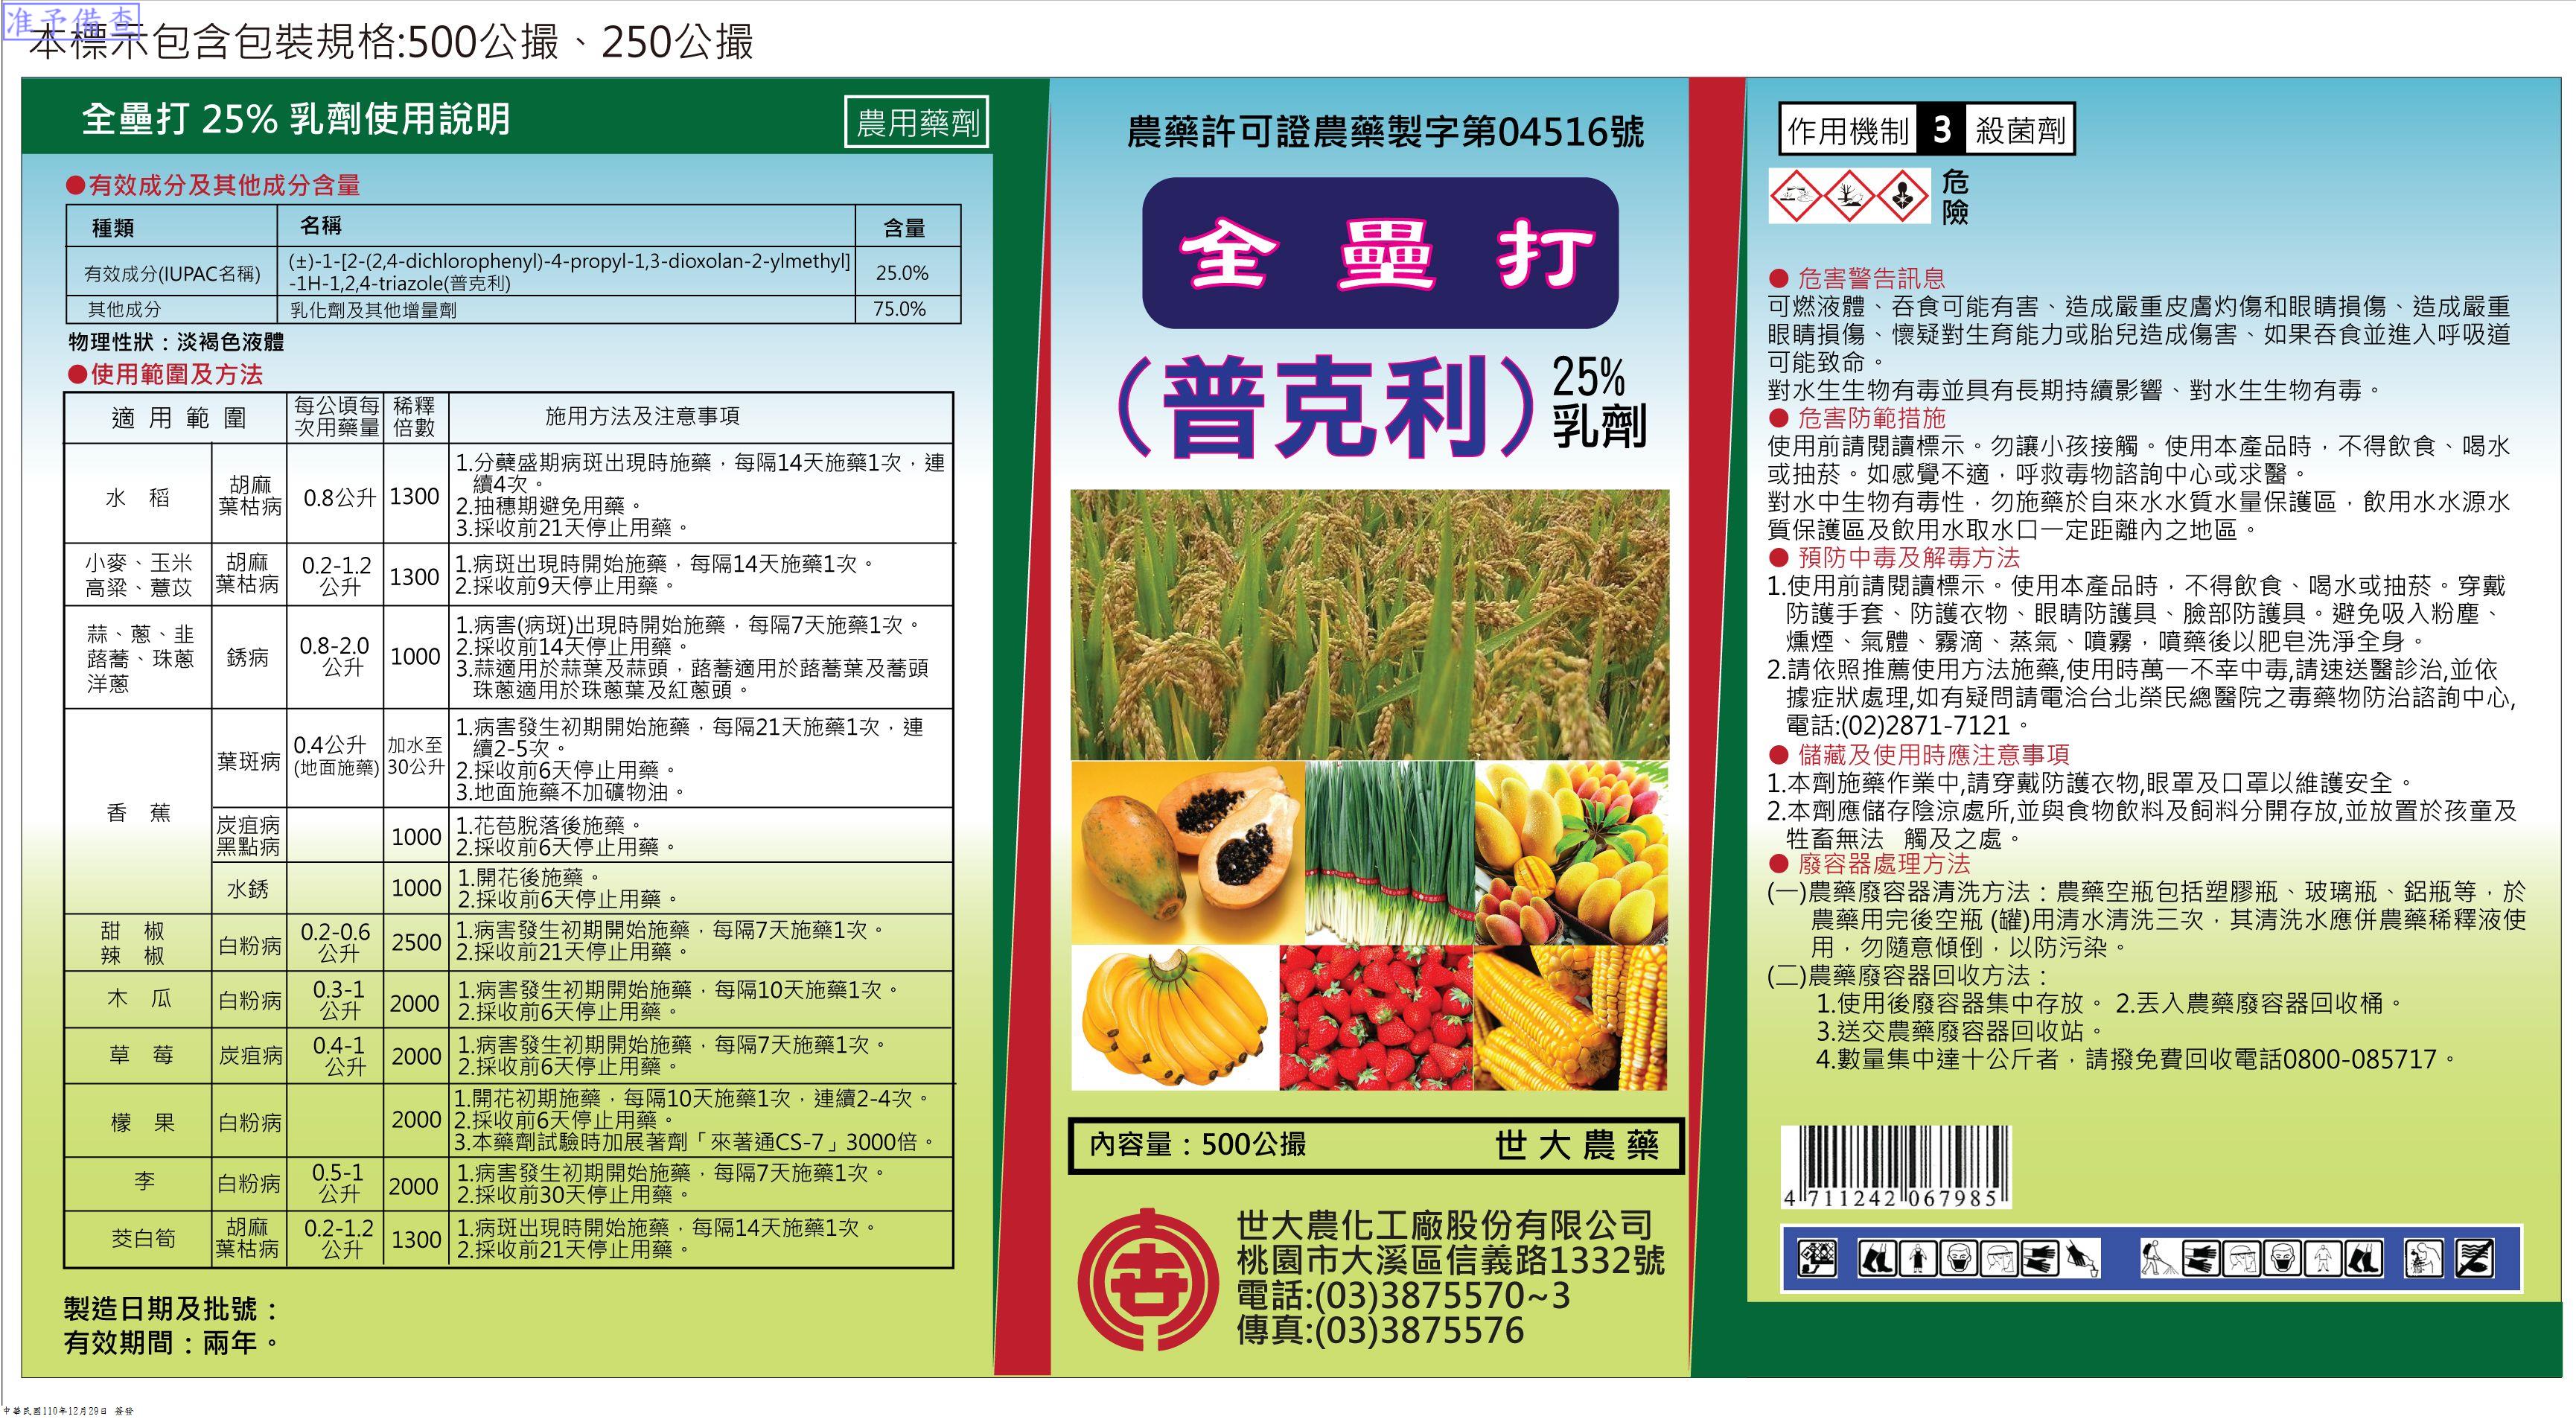 准予備查
本標示包含包裝規格:500公撮、250公撮
全壘打 25% 乳劑使用說明
農用藥劑
●有效成分及其他成分含量
種類 名稱 含量
有效成分(IUPAC名稱) (±)-1-[2-(2,4-dichlorophenyl)-4-propyl-1,3-dioxolan-2-ylmethyl] 25.0%
-1H-1,2,4-triazole(普克利)
其他成分 乳化劑及其他增量劑 75.0%
物理性狀：淡褐色液體
●使用範圍及方法
適用範圍 每公頃每 稀釋 施用方法及注意事項
次用藥量 倍數
水 稻
胡麻
葉枯病
0.8公升
1300
1.分蘗盛期病斑出現時施藥，每隔14天施藥1次，連
續4次。
2.抽穗期避免用藥。
3.採收前21天停止用藥。
小麥、玉米
高粱、薏苡
胡麻
葉枯病
0.2-1.2
公升
1300
1.病斑出現時開始施藥，每隔14天施藥1次。
2.採收前9天停止用藥。
蒜、蔥、韭
蕗蕎、珠蔥
洋蔥
銹病
0.8-2.0
公升
1000
1.病害(病斑)出現時開始施藥，每隔7天施藥1次。
2.採收前14天停止用藥。
3.蒜適用於蒜葉及蒜頭，蕗蕎適用於蕗蕎葉及蕎頭
珠蔥適用於珠蔥葉及紅蔥頭。
香 蕉
葉斑病
0.4公升
(地面施藥)
加水至
30公升
1.病害發生初期開始施藥，每隔21天施藥1次，連
續2-5次。
2.採收前6天停止用藥。
3.地面施藥不加礦物油。
炭疽病
黑點病
1000
1.花苞脫落後施藥。
2.採收前6天停止用藥。
水銹
1000
1.開花後施藥。
2.採收前6天停止用藥。
甜 椒
辣 椒
白粉病
0.2-0.6
公升
2500
1.病害發生初期開始施藥，每隔7天施藥1次。
2.採收前21天停止用藥。
木 瓜
白粉病
0.3-1
公升
2000
1.病害發生初期開始施藥，每隔10天施藥1次。
2.採收前6天停止用藥。
草 莓
炭疽病
0.4-1
公升
2000
1.病害發生初期開始施藥，每隔7天施藥1次。
2.採收前6天停止用藥。
檬 果
白粉病
2000
1.開花初期施藥，每隔10天施藥1次，連續2-4次。
2.採收前6天停止用藥。
3.本藥劑試驗時加展著劑「來著通CS-7」3000倍。
李
白粉病
0.5-1
公升
2000
1.病害發生初期開始施藥，每隔7天施藥1次。
2.採收前30天停止用藥。
茭白筍
胡麻
葉枯病
0.2-1.2
公升
1300
1.病斑出現時開始施藥，每隔14天施藥1次。
2.採收前21天停止用藥。
製造日期及批號：
有效期間：兩年。
農藥許可證農藥製字第04516號
全壘打
(普克利)
25%
乳劑
內容量：500公撮 世大農藥
世大農化工廠股份有限公司
桃園市大溪區信義路1332號
電話:(03)3875570~3
傳真:(03)3875576
作用機制 3 殺菌劑
危
險
● 危害警告訊息
可燃液體、吞食可能有害、造成嚴重皮膚灼傷和眼睛損傷、造成嚴重
眼睛損傷、懷疑對生育能力或胎兒造成傷害、如果吞食並進入呼吸道
可能致命。
對水生生物有毒並具有長期持續影響、對水生生物有毒。
● 危害防範措施
使用前請閱讀標示。勿讓小孩接觸。使用本產品時，不得飲食、喝水
或抽菸。如感覺不適，呼救毒物諮詢中心或求醫。
對水中生物有毒性，勿施藥於自來水水質水量保護區，飲用水水源水
質保護區及飲用水取水口一定距離內之地區。
● 預防中毒及解毒方法
1.使用前請閱讀標示。使用本產品時，不得飲食、喝水或抽菸。穿戴
防護手套、防護衣物、眼睛防護具、臉部防護具。避免吸入粉塵、
燻煙、氣體、霧滴、蒸氣、噴霧，噴藥後以肥皂洗淨全身。
2.請依照推薦使用方法施藥,使用時萬一不幸中毒,請速送醫診治,並依
據症狀處理,如有疑問請電洽台北榮民總醫院之毒藥物防治諮詢中心,
電話:(02)2871-7121。
● 儲藏及使用時應注意事項
1.本劑施藥作業中,請穿戴防護衣物,眼罩及口罩以維護安全。
2.本劑應儲存陰涼處所,並與食物飲料及飼料分開存放,並放置於孩童及
牲畜無法 觸及之處。
● 廢容器處理方法
(一)農藥廢容器清洗方法：農藥空瓶包括塑膠瓶、玻璃瓶、鋁瓶等，於
農藥用完後空瓶 (罐)用清水清洗三次，其清洗水應併農藥稀釋液使
用，勿隨意傾倒，以防污染。
(二)農藥廢容器回收方法：
1.使用後廢容器集中存放。 2.丟入農藥廢容器回收桶。
3.送交農藥廢容器回收站。
4.數量集中達十公斤者，請撥免費回收電話0800-085717。
4 711242 067985
中華民國110年12月29日 簽發